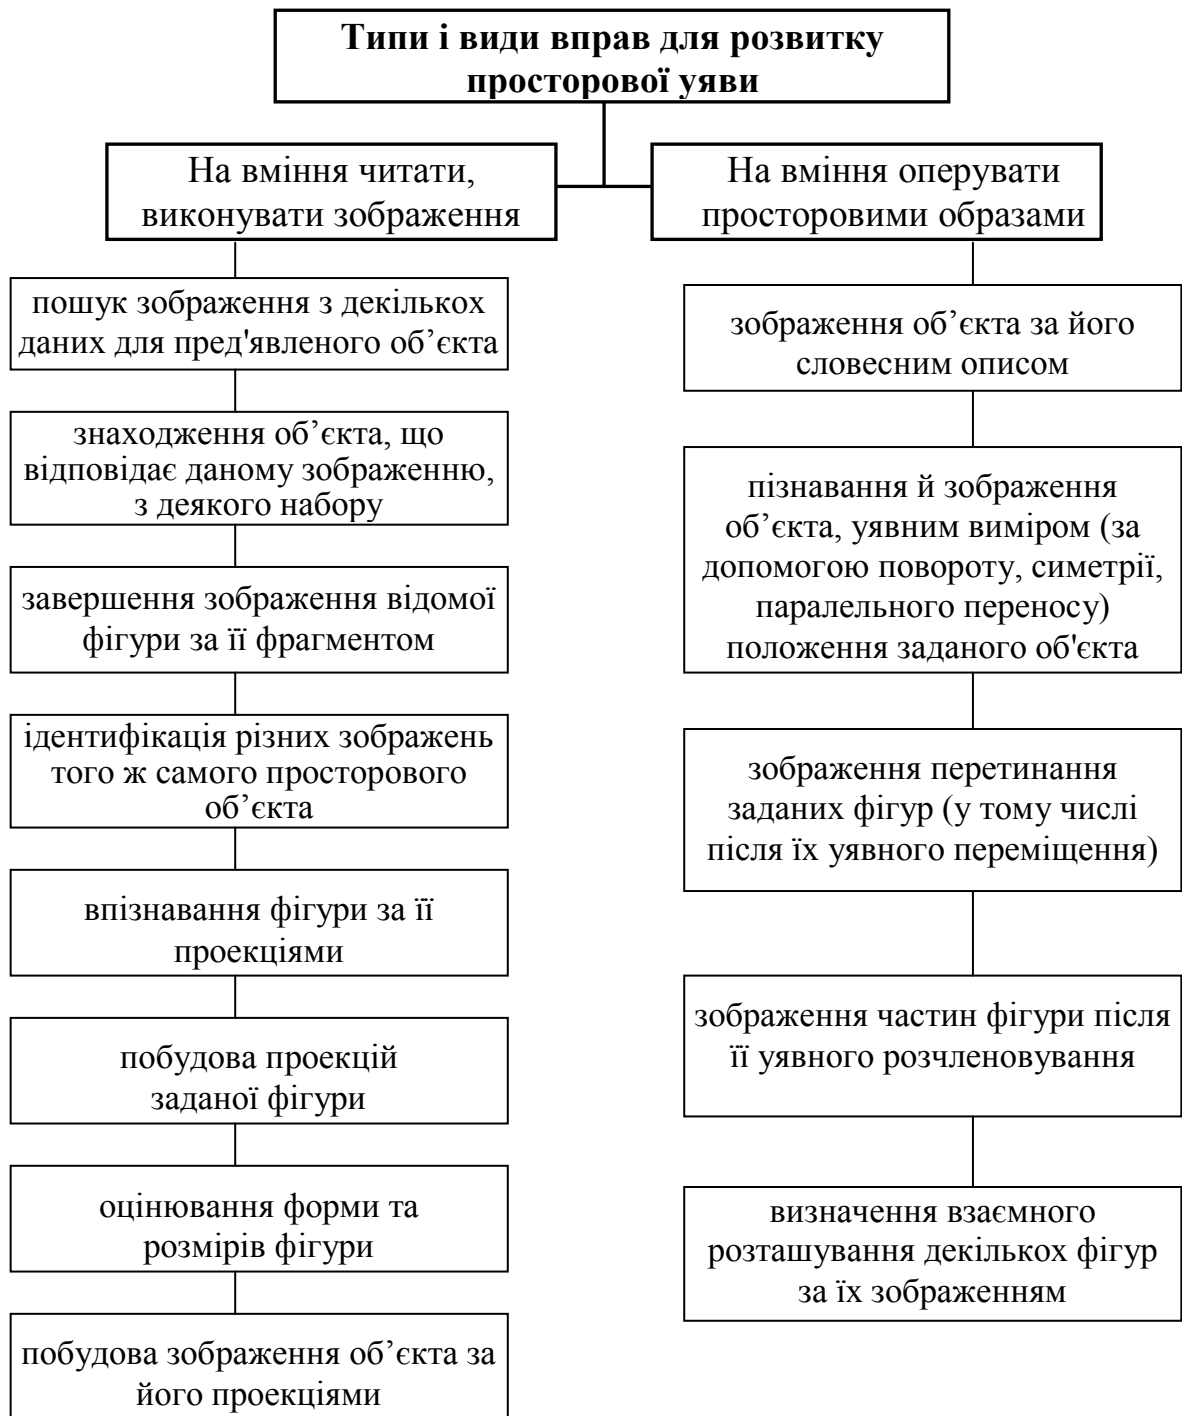 Типи і види вправ для розвитку
просторової уяви
На вміння читати,
виконувати зображення
На вміння оперувати
просторовими образами
пошук зображення з декількох
даних для пред'явленого об’єкта
знаходження об’єкта, що
відповідає даному зображенню,
з деякого набору
завершення зображення відомої
фігури за її фрагментом
ідентифікація різних зображень
того ж самого просторового
об’єкта
впізнавання фігури за її
проекціями
побудова проекцій
заданої фігури
оцінювання форми та
розмірів фігури
побудова зображення об’єкта за
його проекціями
зображення об’єкта за його
словесним описом
пізнавання й зображення
об’єкта, уявним виміром (за
допомогою повороту, симетрії,
паралельного переносу)
положення заданого об'єкта
зображення перетинання
заданих фігур (у тому числі
після їх уявного переміщення)
зображення частин фігури після
її уявного розчленовування
визначення взаємного
розташування декількох фігур
за їх зображенням